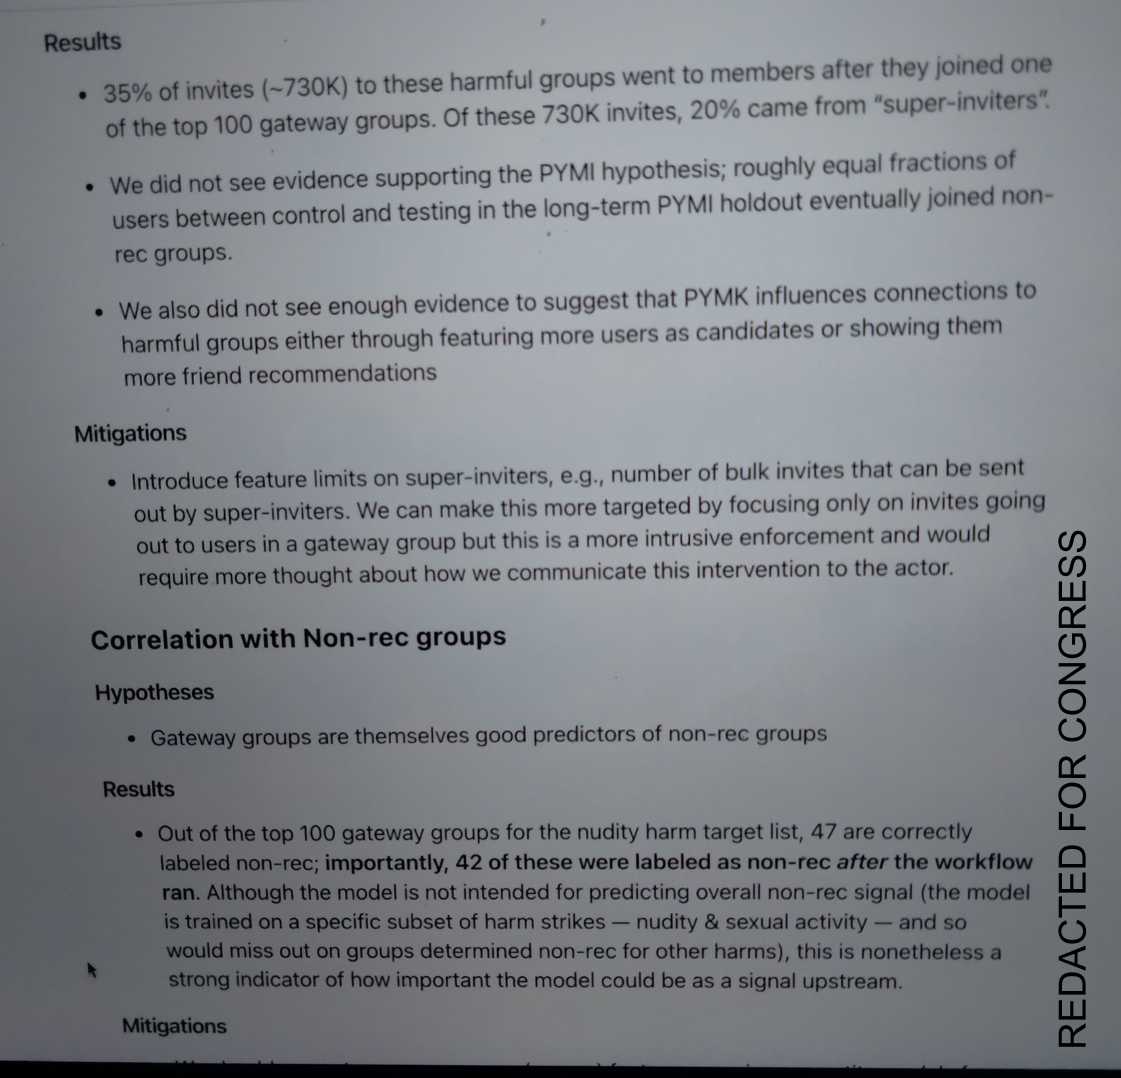 Results
• 35% of invites (~730K) to these harmful groups went to members after they joined one
of the top 100 gateway groups. Of these 730K invites, 20% came from “super-inviters”.
• We did not see evidence supporting the PYMI hypothesis; roughly equal fractions of
users between control and testing in the long-term PYMI holdout eventually joined non-
rec groups.
• We also did not see enough evidence to suggest that PYMK influences connections to
harmful groups either through featuring more users as candidates or showing them
more friend recommendations
Mitigations
• Introduce feature limits on super-inviters, e.g., number of bulk invites that can be sent
out by super-inviters. We can make this more targeted by focusing only on invites going
out to users in a gateway group but this is a more intrusive enforcement and would
require more thought about how we communicate this intervention to the actor.
Correlation with Non-rec groups
Hypotheses
• Gateway groups are themselves good predictors of non-rec groups
Results
• Out of the top 100 gateway groups for the nudity harm target list, 47 are correctly
labeled non-rec; importantly, 42 of these were labeled as non-rec after the workflow
ran. Although the model is not intended for predicting overall non-rec signal (the model
is trained on a specific subset of harm strikes — nudity & sexual activity — and so
would miss out on groups determined non-rec for other harms), this is nonetheless a
strong indicator of how important the model could be as a signal upstream.
Mitigations
REDACTED FOR CONGRESS